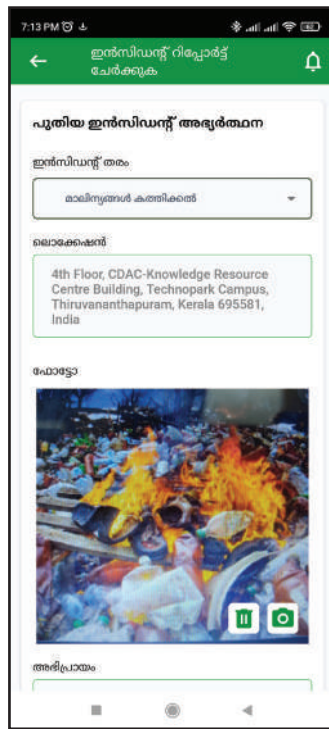 7:13 PM
ഇൻസിഡന്റ് റിപ്പോർട്ട്
ചേർക്കുക
പുതിയ ഇൻസിഡന്റ് അഭ്യർത്ഥന
ഇൻസിഡന്റ് തരം
മാലിന്യങ്ങൾ കത്തിക്കൽ
ലൊക്കേഷൻ
4th Floor, CDAC-Knowledge Resource
Centre Building, Technopark Campus,
Thiruvananthapuram, Kerala 695581,
India
ഫോട്ടോ
അഭിപ്രായം